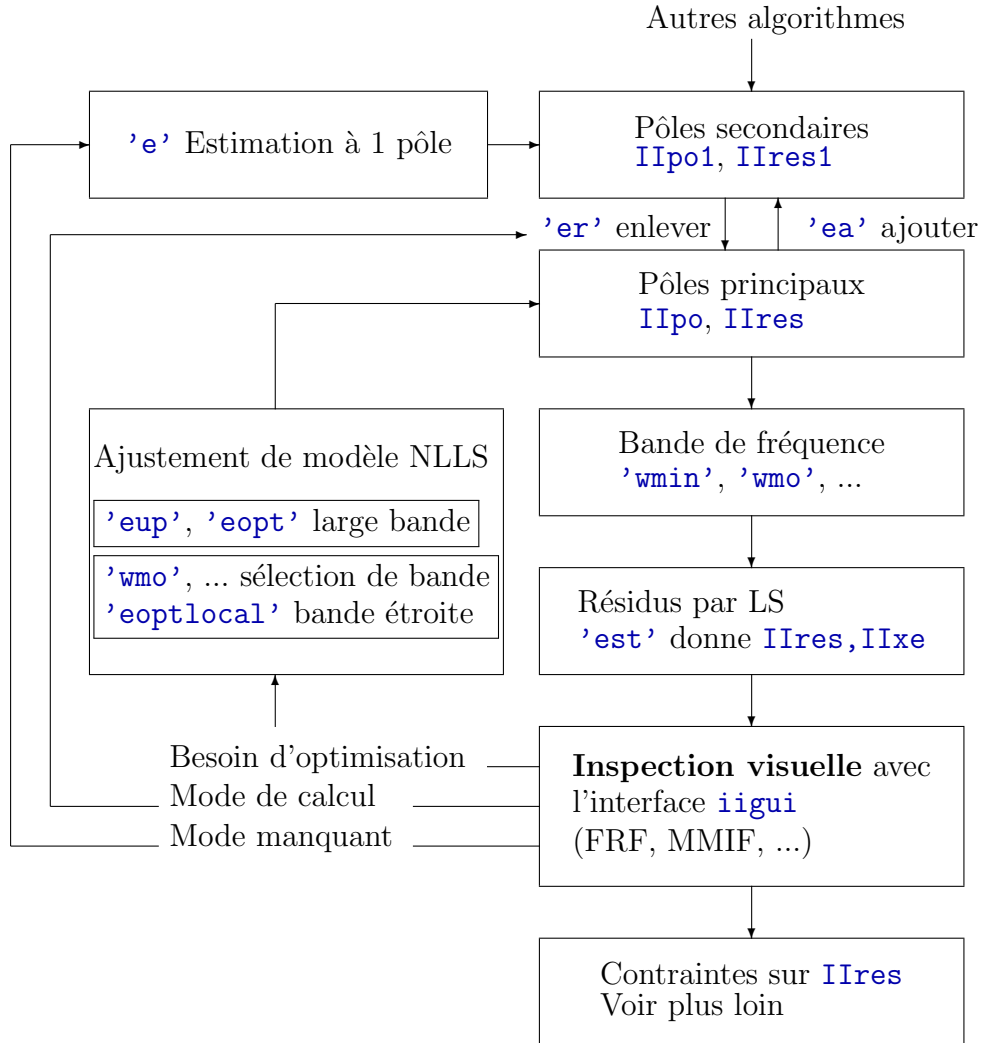 Autres algorithmes
'e' Estimation à 1 pôle
Pôles secondaires
IIpo1, IIres1
'er' enlever
'ea' ajouter
Pôles principaux
IIpo, IIres
Ajustement de modèle NLLS
'eup', 'eopt' large bande
'wmo', ... sélection de bande
'eoptlocal' bande étroite
Bande de fréquence
'wmin', 'wmo', ...
Résidus par LS
'est' donne IIres,IIxe
Besoin d'optimisation
Mode de calcul
Mode manquant
Inspection visuelle avec
l'interface iigui
(FRF, MMIF, ...)
Contraintes sur IIres
Voir plus loin